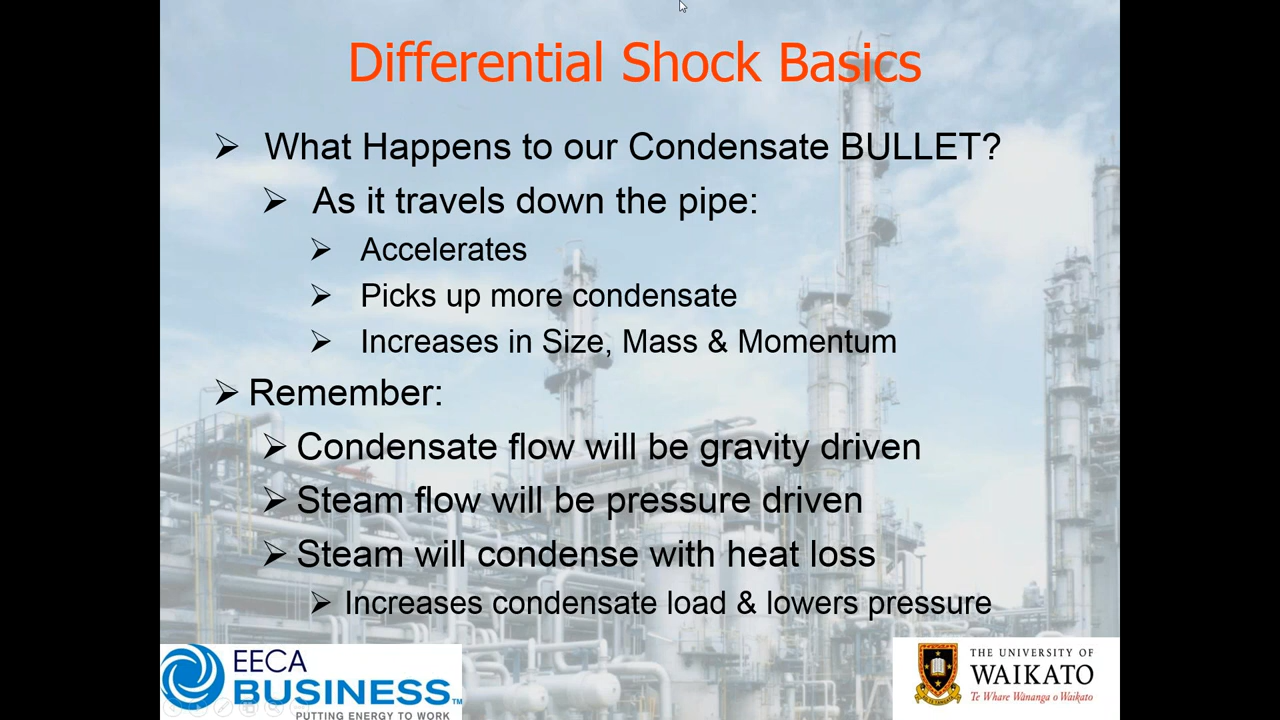 Differential Shock Basics
What Happens to our Condensate BULLET?
As it travels down the pipe:
Accelerates
Picks up more condensate
Increases in Size, Mass & Momentum
Remember:
Condensate flow will be gravity driven
Steam flow will be pressure driven
Steam will condense with heat loss
Increases condensate load & lowers pressure
EECA
BUSINESS™
PUTTING ENERGY TO WORK
THE UNIVERSITY OF
WAIKATO
Te Whare Wānanga o Waikato